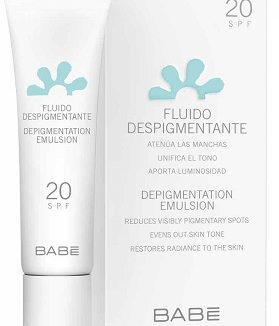 FLUIDO
DESPIGMENTANTE
DEPIGMENTATION
EMULSION
20
SPF
BABÉ
20
SPF
FLUIDO
DESPIGMENTANTE
ATENÚA LAS MANCHAS
UNIFICA EL TONO
APORTA LUMINOSIDAD
DEPIGMENTATION
EMULSION
REDUCES VISIBLY PIGMENTARY SPOTS
EVENS OUT SKIN TONE
RESTORES RADIANCE TO THE SKIN
BABÉ